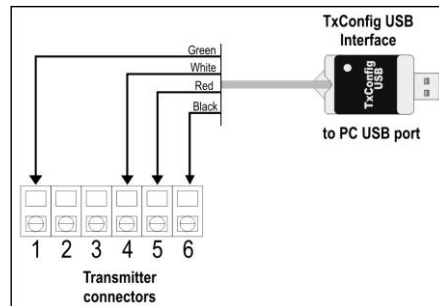 TxConfig USB
Interface
Green
White
Red
Black
TxConfig
USB
to PC USB port
1 2 3 4 5 6
Transmitter
connectors